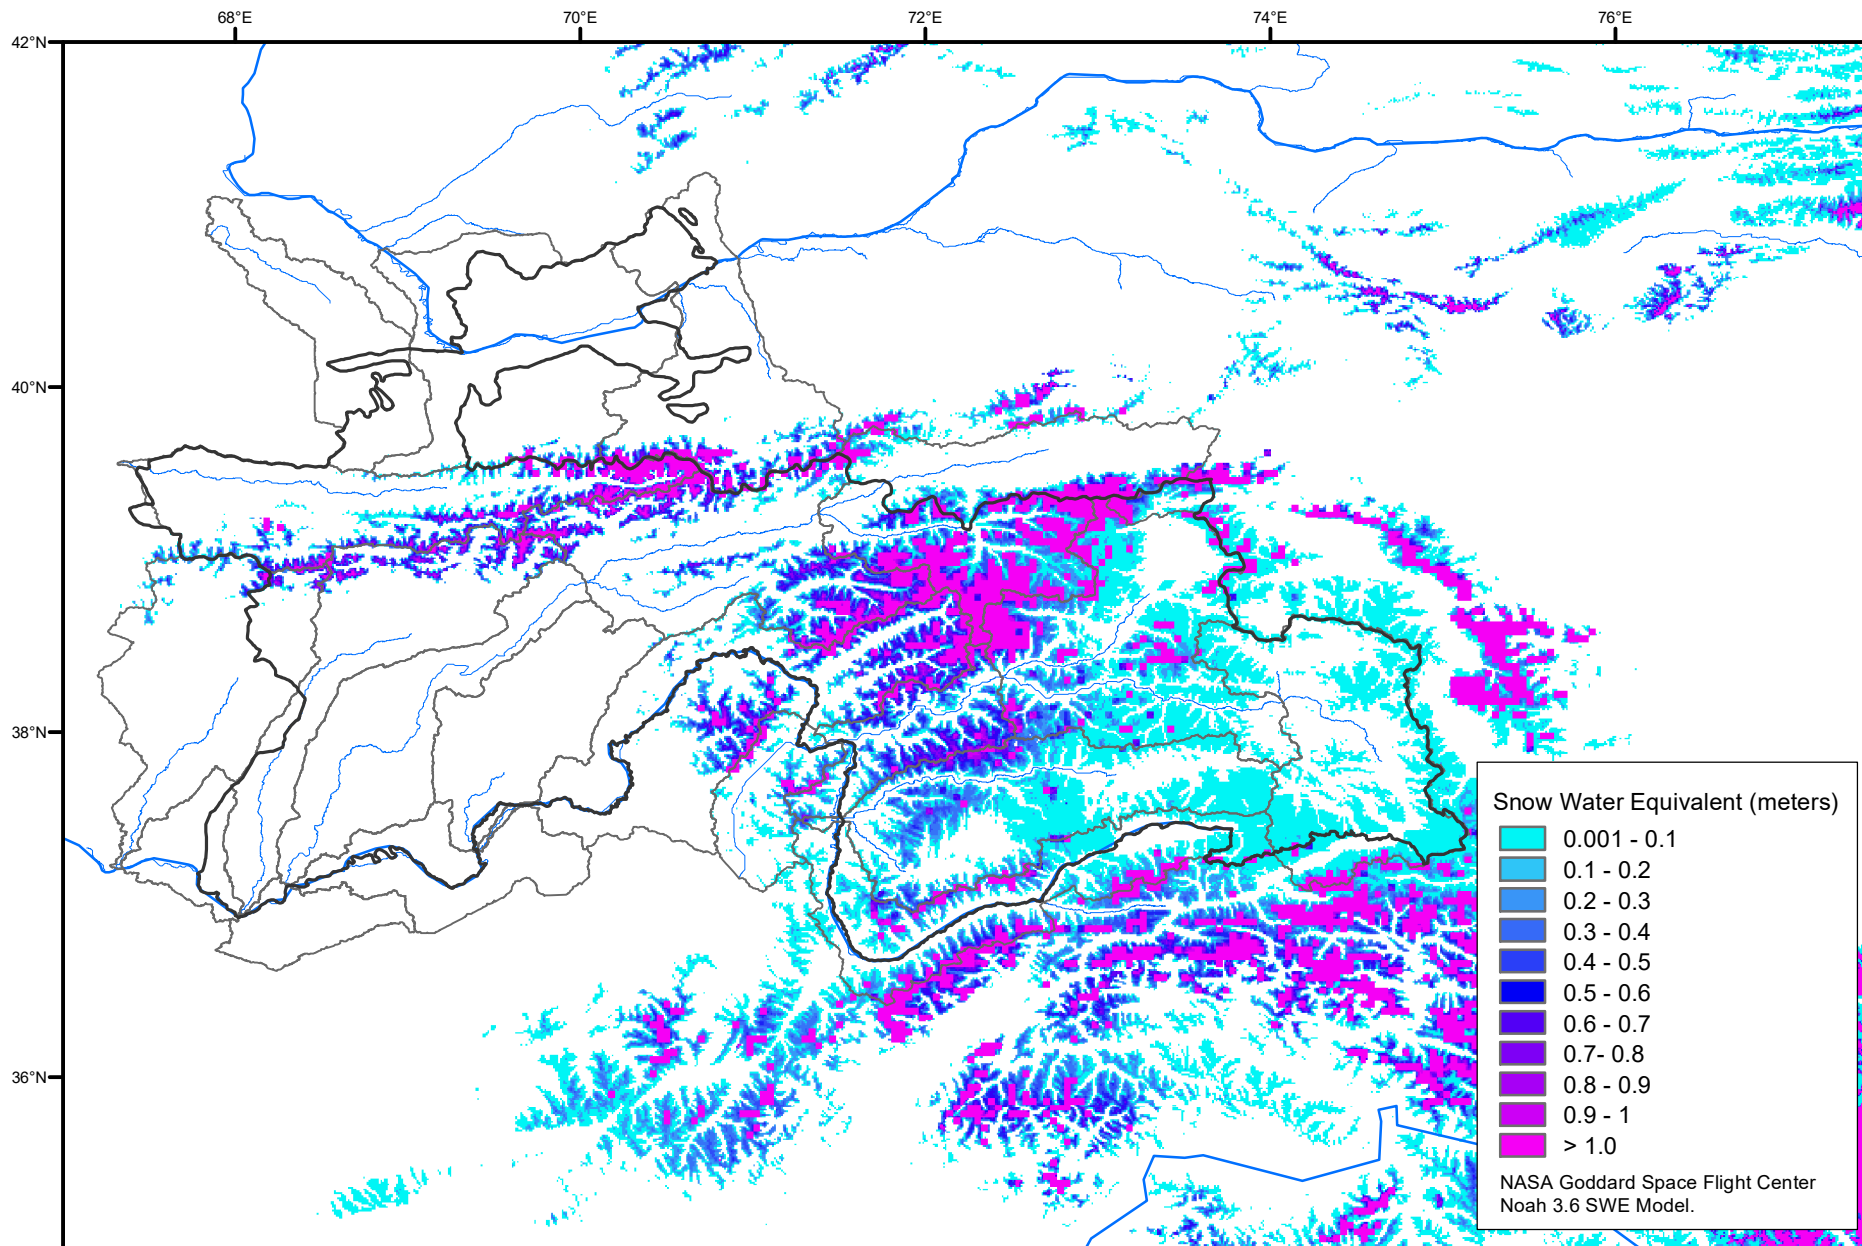 68°E 70°E 72°E 74°E 76°E
42°N
40°N
38°N
36°N
Snow Water Equivalent (meters)
0.001 - 0.1
0.1 - 0.2
0.2 - 0.3
0.3 - 0.4
0.4 - 0.5
0.5 - 0.6
0.6 - 0.7
0.7- 0.8
0.8 - 0.9
0.9 - 1
> 1.0
NASA Goddard Space Flight Center
Noah 3.6 SWE Model.